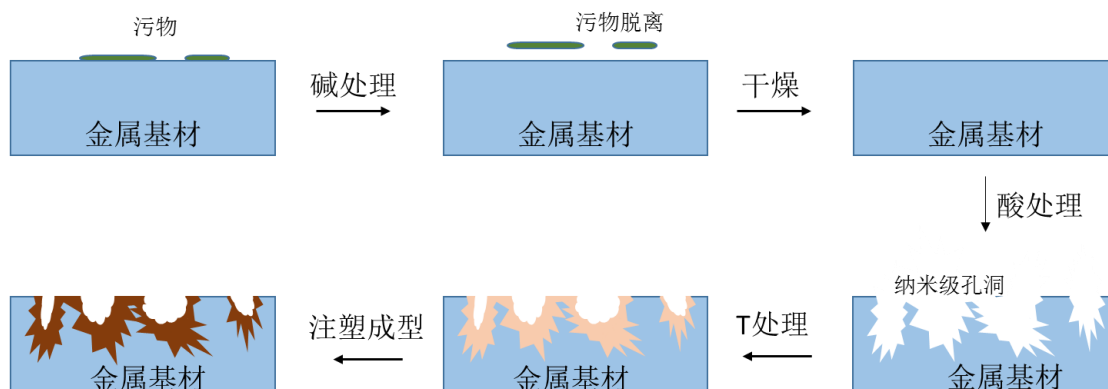 污物
污物脱离
碱处理
干燥
金属基材
金属基材
金属基材
酸处理
纳米级孔洞
注塑成型
T处理
金属基材
金属基材
金属基材